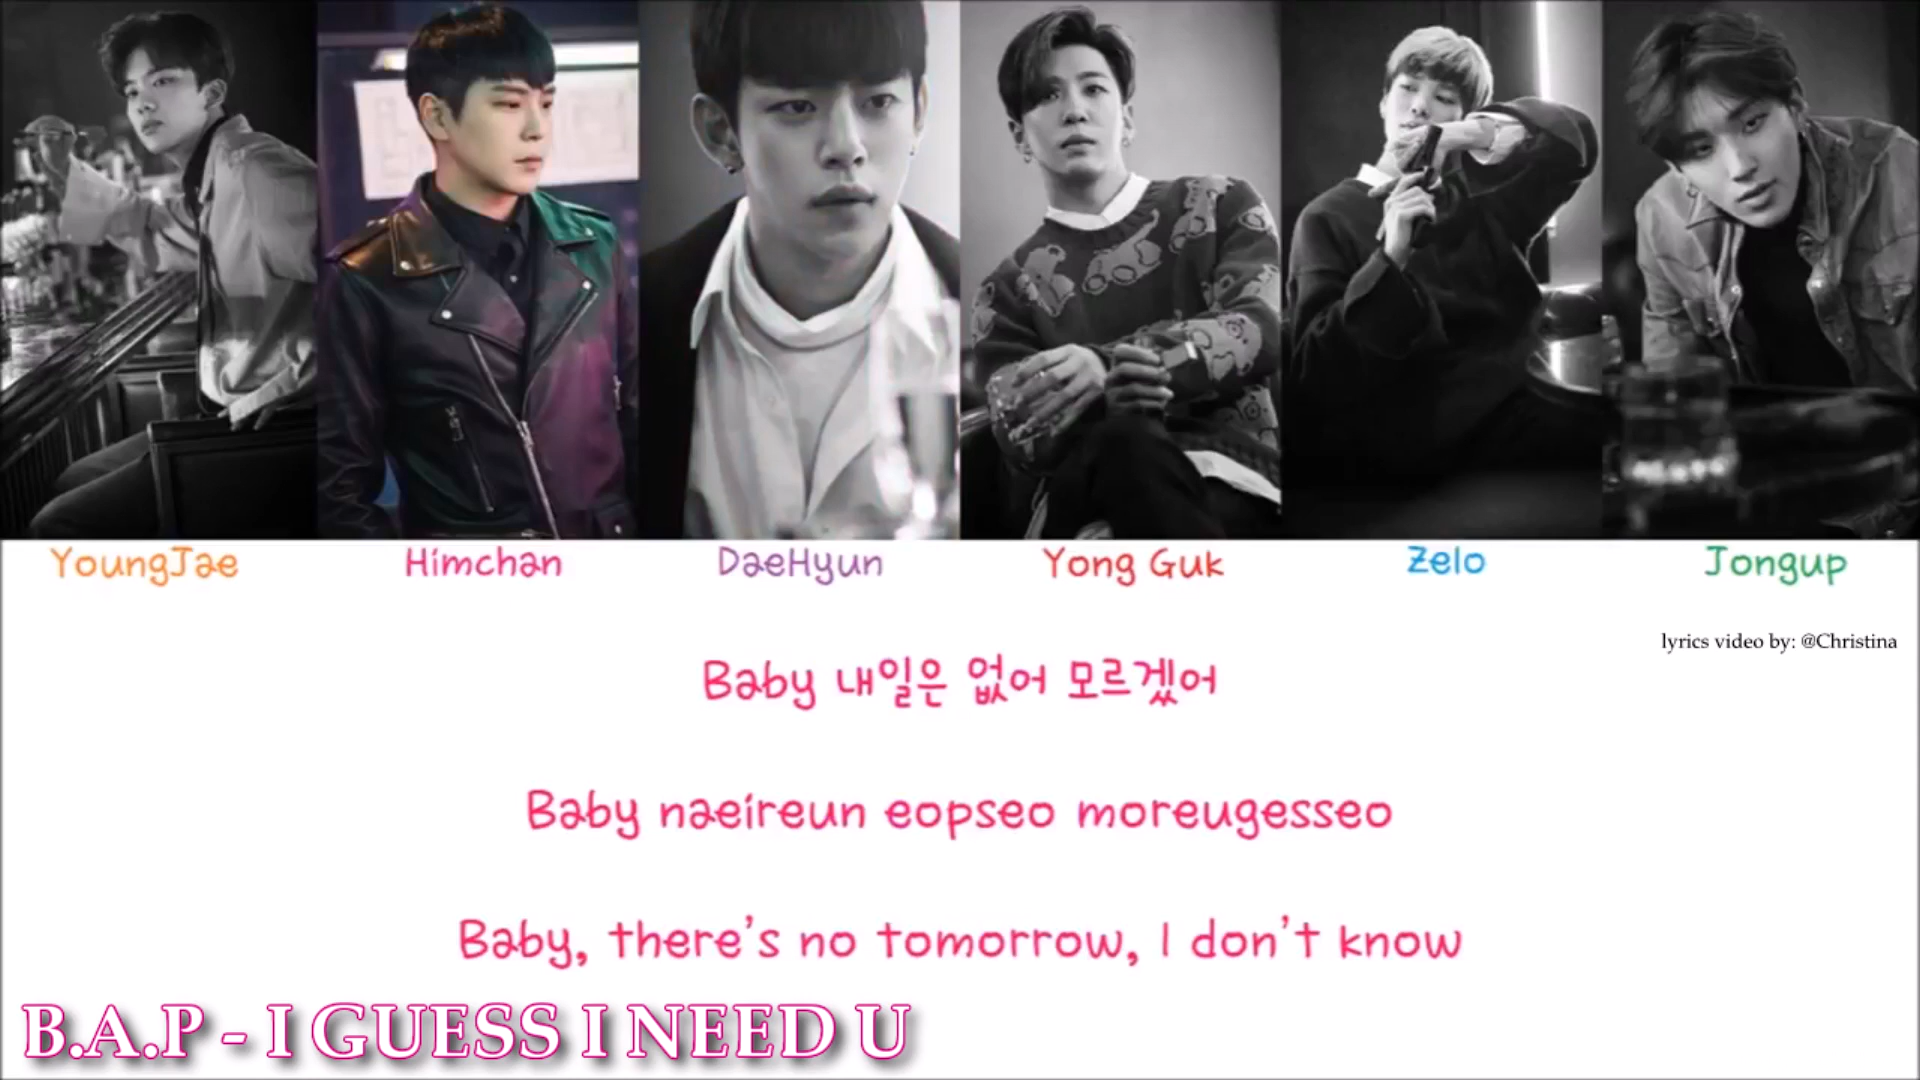 YoungJae Himchan DaeHyun Yong Guk Zelo Jongup
lyrics video by: @Christina
Baby 내일은 없어 모르겠어
Baby naeireun eopseo moreugesseo
Baby, there's no tomorrow, I don't know
B.A.P - I GUESS I NEED U